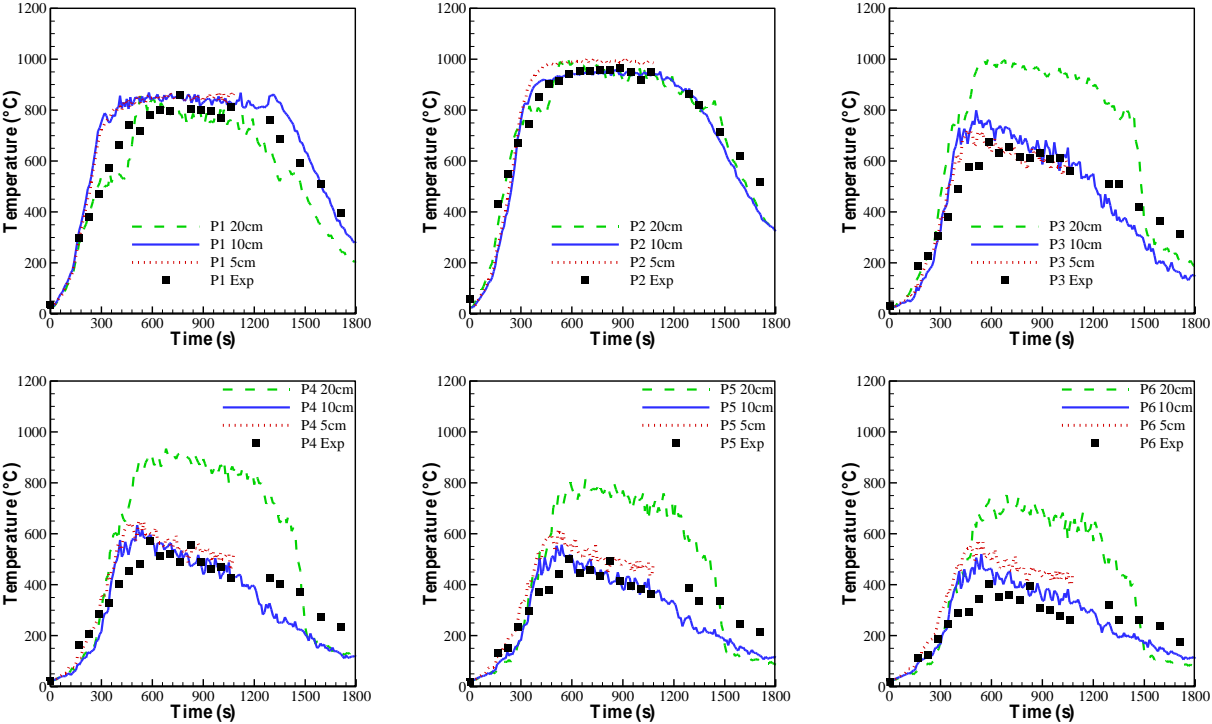 Temperature (°C)
1200
1000
800
600
400
200
0
0 300 600 900 1200 1500 1800
Time (s)
P1 20cm
P1 10cm
P1 5cm
P1 Exp
Temperature (°C)
1200
1000
800
600
400
200
0
0 300 600 900 1200 1500 1800
Time (s)
P2 20cm
P2 10cm
P2 5cm
P2 Exp
Temperature (°C)
1200
1000
800
600
400
200
0
0 300 600 900 1200 1500 1800
Time (s)
P3 20cm
P3 10cm
P3 5cm
P3 Exp
Temperature (°C)
1200
1000
800
600
400
200
0
0 300 600 900 1200 1500 1800
Time (s)
P4 20cm
P4 10cm
P4 5cm
P4 Exp
Temperature (°C)
1200
1000
800
600
400
200
0
0 300 600 900 1200 1500 1800
Time (s)
P5 20cm
P5 10cm
P5 5cm
P5 Exp
Temperature (°C)
1200
1000
800
600
400
200
0
0 300 600 900 1200 1500 1800
Time (s)
P6 20cm
P6 10cm
P6 5cm
P6 Exp